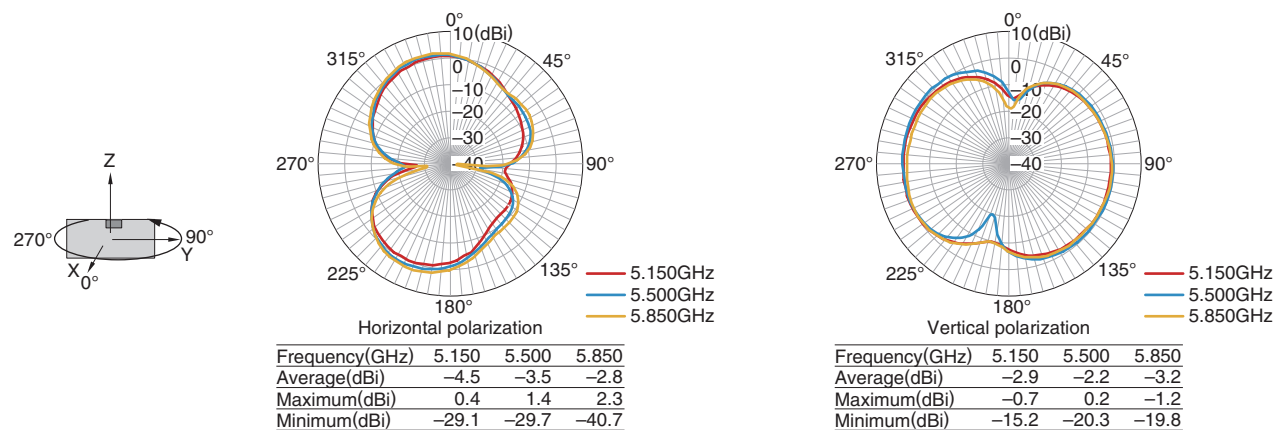 Z
270°
90°
Y
X
0°
0°
10(dBi)
315°
45°
0
−10
−20
−30
−40
270°
90°
225°
135°
180°
5.150GHz
5.500GHz
5.850GHz
Horizontal polarization
Frequency(GHz) 5.150 5.500 5.850
Average(dBi) −4.5 −3.5 −2.8
Maximum(dBi) 0.4 1.4 2.3
Minimum(dBi) −29.1 −29.7 −40.7
0°
10(dBi)
315°
45°
0
−10
−20
−30
−40
270°
90°
225°
135°
180°
5.150GHz
5.500GHz
5.850GHz
Vertical polarization
Frequency(GHz) 5.150 5.500 5.850
Average(dBi) −2.9 −2.2 −3.2
Maximum(dBi) −0.7 0.2 −1.2
Minimum(dBi) −15.2 −20.3 −19.8